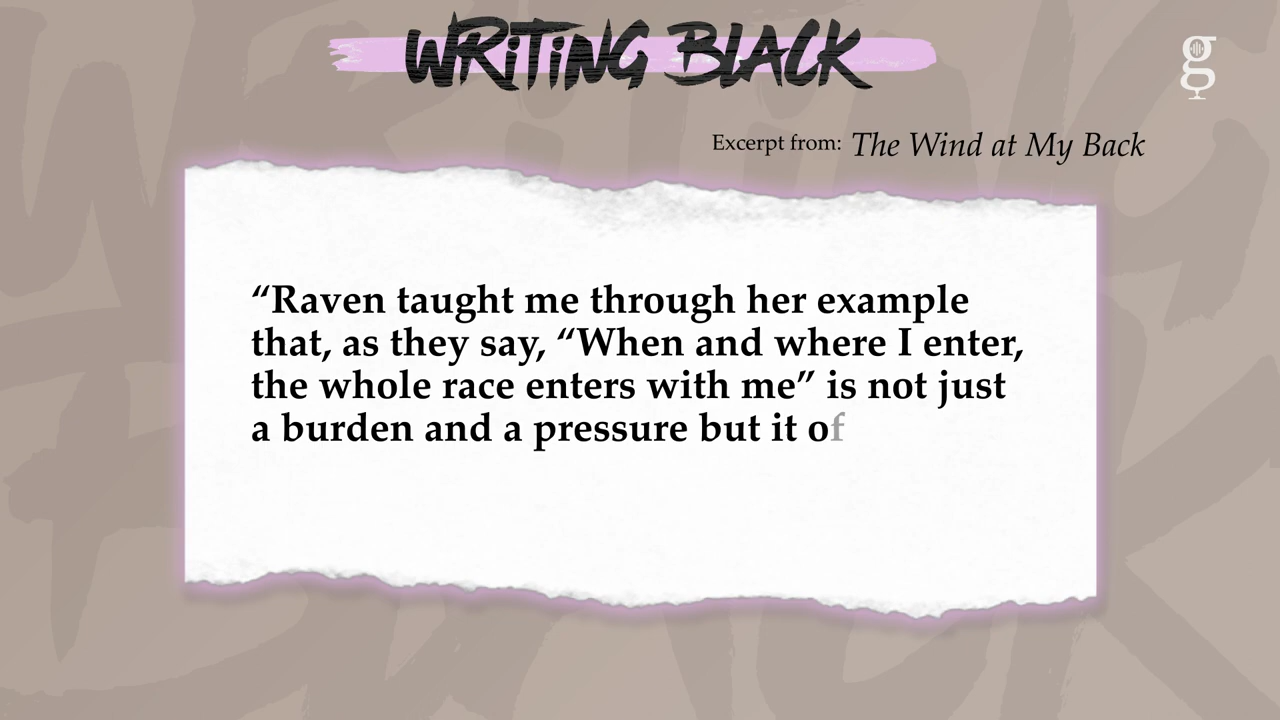 WRiTiNG BLACK
g
Excerpt from: The Wind at My Back
“Raven taught me through her example
that, as they say, “When and where I enter,
the whole race enters with me” is not just
a burden and a pressure but it of